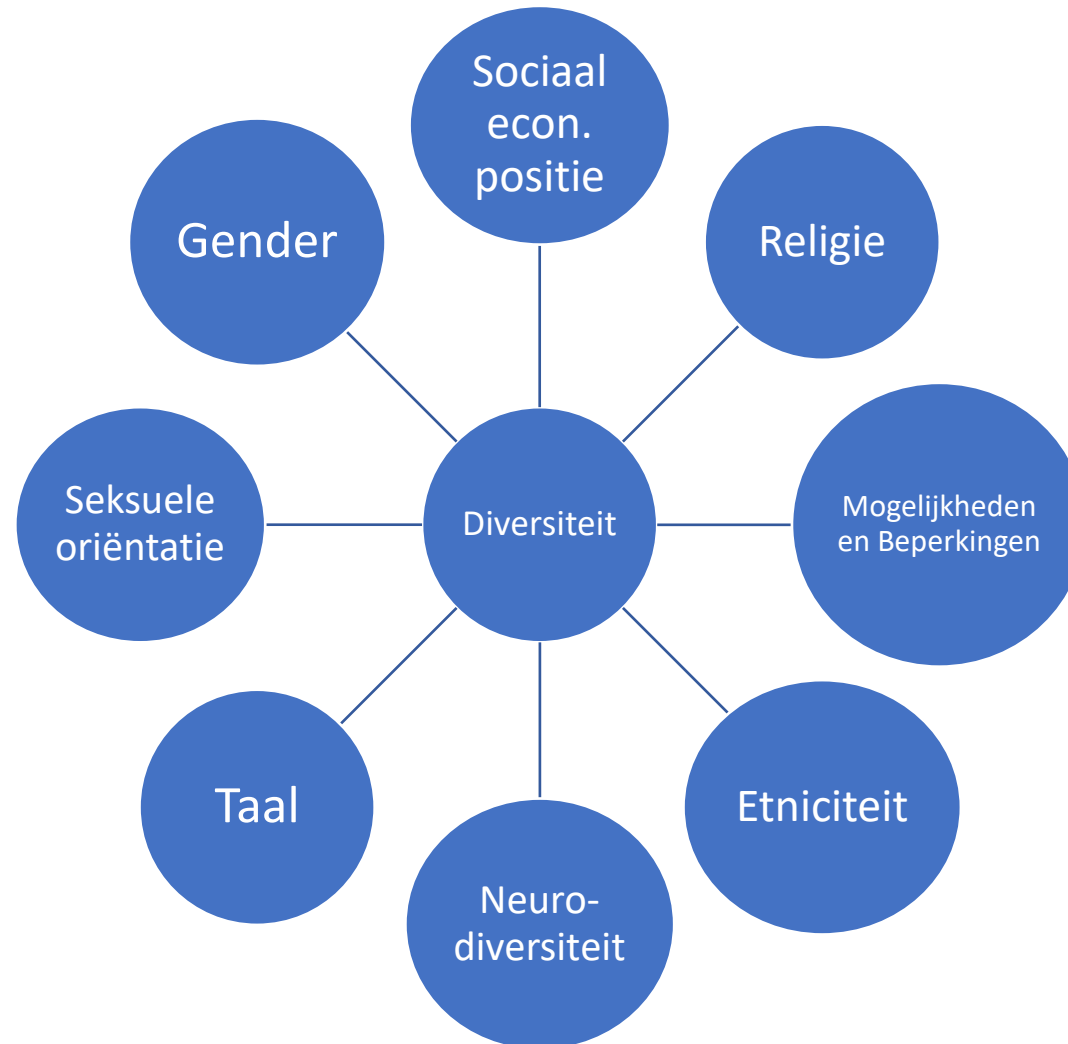 Sociaal
econ.
positie
Gender
Religie
Seksuele
oriëntatie
Diversiteit
Mogelijkheden
en Beperkingen
Taal
Etniciteit
Neuro-
diversiteit